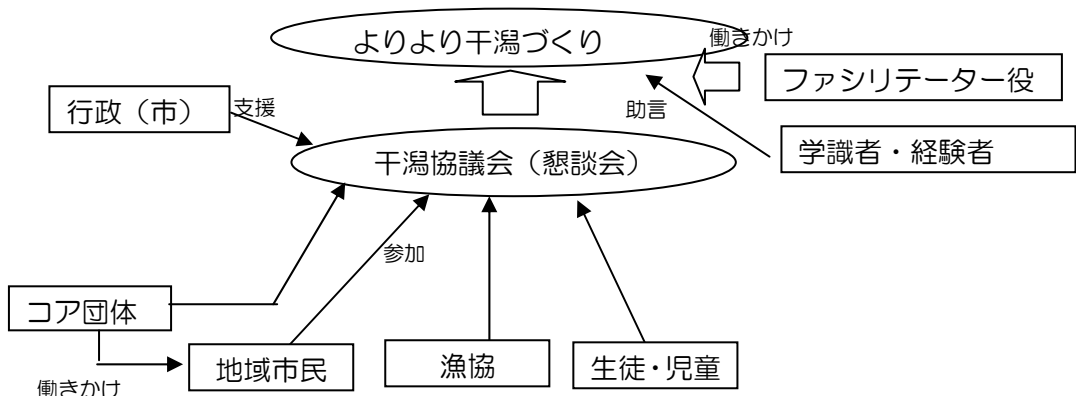 よりより干潟づくり
働きかけ
ファシリテーター役
行政（市）
支援
助言
学識者・経験者
干潟協議会（懇談会）
参加
コア団体
地域市民
漁協
生徒・児童
働きかけ